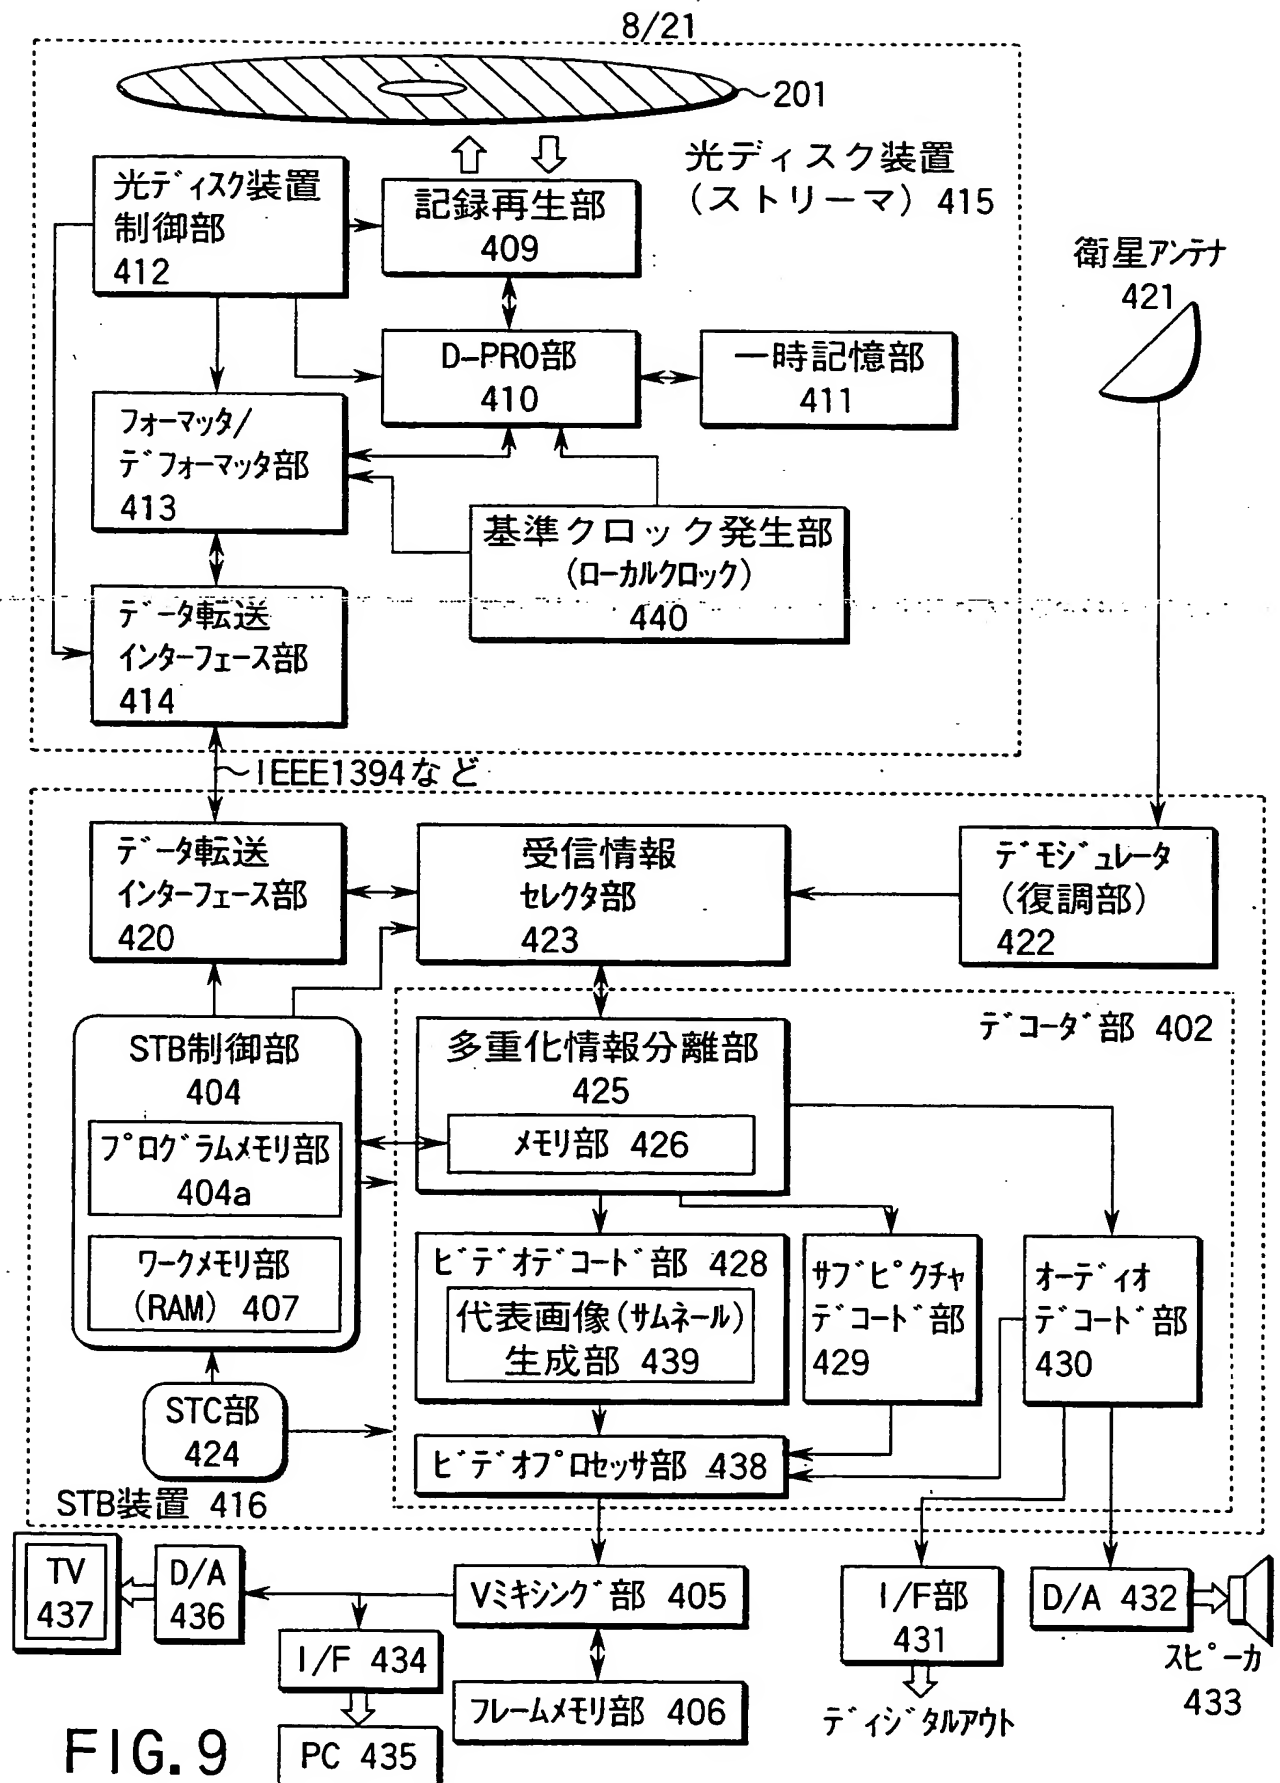 8/21
201
光ディスク装置
(ストリーマ) 415
光ディスク装置
制御部
412
記録再生部
409
衛星アンテナ
421
D-PRO部
410
一時記憶部
411
フォーマッタ/
デフォーマッタ部
413
基準クロック発生部
(ローカルクロック)
440
データ転送
インターフェース部
414
IEEE1394など
データ転送
インターフェース部
420
受信情報
セレクタ部
423
デモジュレータ
(復調部)
422
デコーダ部 402
STB制御部
404
プログラムメモリ部
404a
ワークメモリ部
(RAM) 407
多重化情報分離部
425
メモリ部 426
ビデオデコード部 428
代表画像(サムネール)
生成部 439
サブピクチャ
デコード部
429
オーディオ
デコード部
430
STC部
424
ビデオプロセッサ部 438
STB装置 416
TV
437
D/A
436
Vミキシング部 405
I/F部
431
D/A 432
I/F 434
スピーカ
433
フレームメモリ部 406
ディジタルアウト
PC 435
FIG. 9